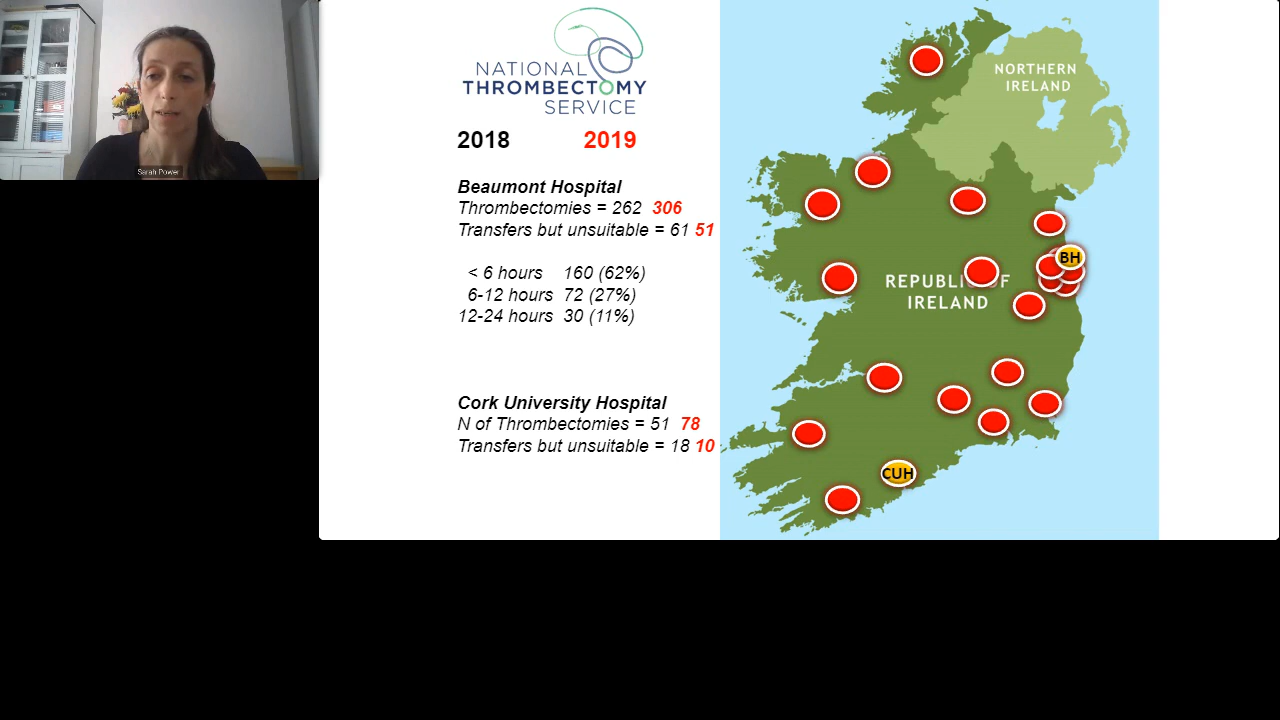 Sarah Power
NATIONAL
THROMBECTOMY
SERVICE
2018 2019
Beaumont Hospital
Thrombectomies = 262 306
Transfers but unsuitable = 61 51
< 6 hours 160 (62%)
6-12 hours 72 (27%)
12-24 hours 30 (11%)
Cork University Hospital
N of Thrombectomies = 51 78
Transfers but unsuitable = 18 10
NORTHERN
IRELAND
BH
REPUBLIC OF
IRELAND
CUH